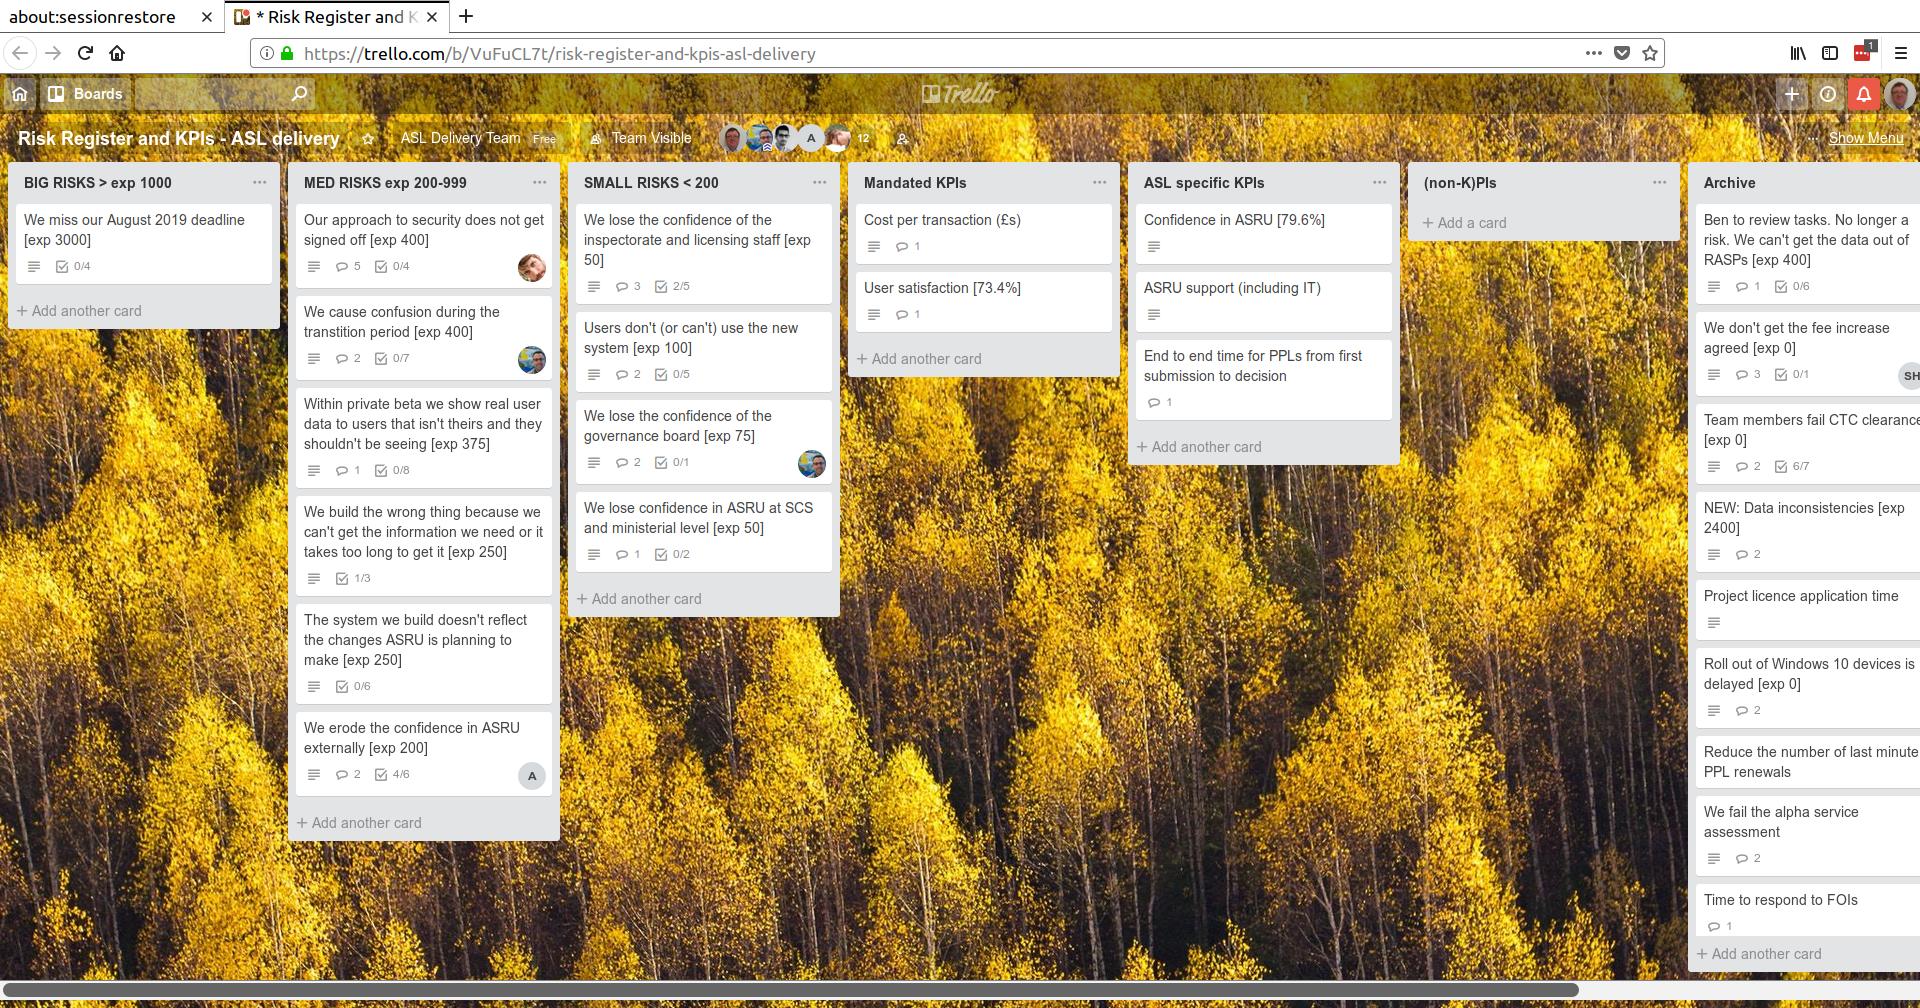 about:sessionrestore
* Risk Register and K
https://trello.com/b/VuFuCL7t/risk-register-and-kpis-asl-delivery
1
Boards
Trello
Risk Register and KPIs - ASL delivery
ASL Delivery Team Free
Team Visible
A
12
Show Menu
BIG RISKS > exp 1000
We miss our August 2019 deadline
[exp 3000]
0/4
+ Add another card
MED RISKS exp 200-999
Our approach to security does not get
signed off [exp 400]
5 0/4
We cause confusion during the
transtition period [exp 400]
2 0/7
Within private beta we show real user
data to users that isn't theirs and they
shouldn't be seeing [exp 375]
1 0/8
We build the wrong thing because we
can't get the information we need or it
takes too long to get it [exp 250]
1/3
The system we build doesn't reflect
the changes ASRU is planning to
make [exp 250]
0/6
We erode the confidence in ASRU
externally [exp 200]
2 4/6
A
+ Add another card
SMALL RISKS < 200
We lose the confidence of the
inspectorate and licensing staff [exp
50]
3 2/5
Users don't (or can't) use the new
system [exp 100]
2 0/5
We lose the confidence of the
governance board [exp 75]
2 0/1
We lose confidence in ASRU at SCS
and ministerial level [exp 50]
1 0/2
+ Add another card
Mandated KPIs
Cost per transaction (£s)
1
User satisfaction [73.4%]
1
+ Add another card
ASL specific KPIs
Confidence in ASRU [79.6%]
ASRU support (including IT)
End to end time for PPLs from first
submission to decision
1
+ Add another card
(non-K)PIs
+ Add a card
Archive
Ben to review tasks. No longer a
risk. We can't get the data out of
RASPs [exp 400]
1 0/6
We don't get the fee increase
agreed [exp 0]
3 0/1
SH
Team members fail CTC clearance
[exp 0]
2 6/7
NEW: Data inconsistencies [exp
2400]
2
Project licence application time
Roll out of Windows 10 devices is
delayed [exp 0]
2
Reduce the number of last minute
PPL renewals
We fail the alpha service
assessment
2
Time to respond to FOIs
1
+ Add another card